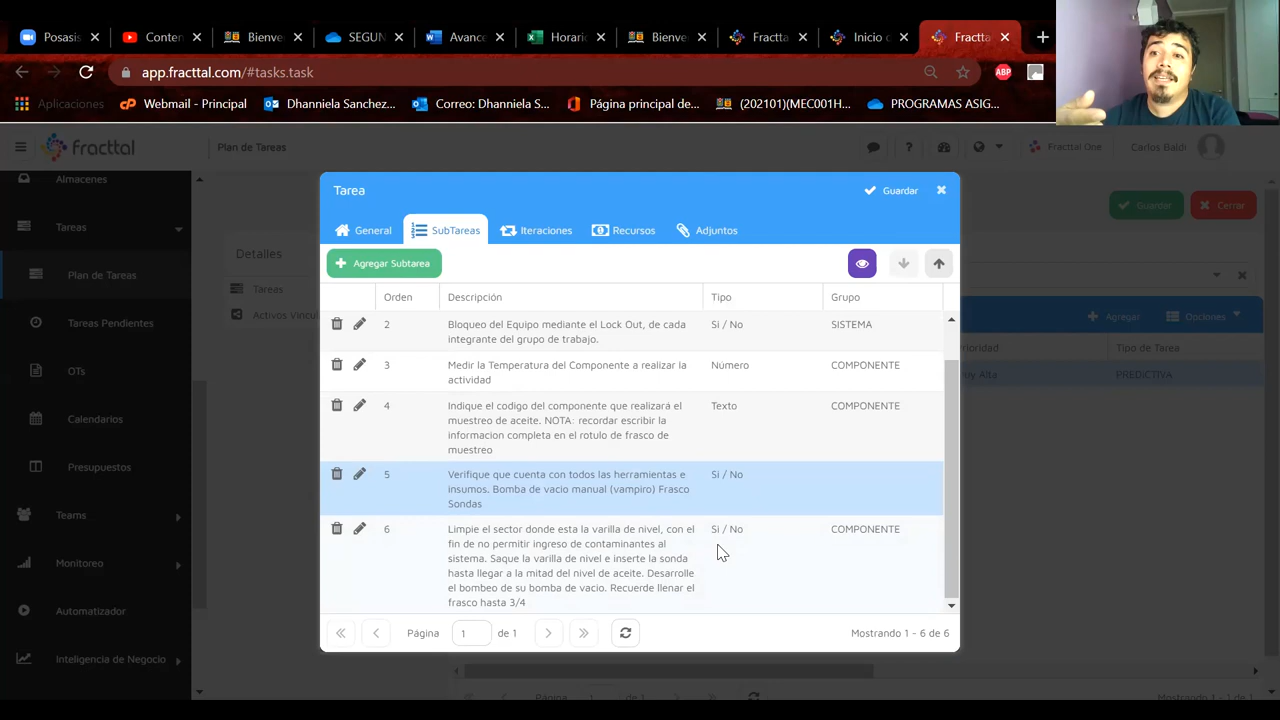 Posasis
Conten
Bienve
SEGUN
Avance
Horario
Bienve
Fractta
Inicio c
Fractta
app.fracttal.com/#tasks.task
ABP
Aplicaciones
Webmail - Principal
Dhanniela Sanchez...
Correo: Dhanniela S...
Página principal de...
(202101)(MEC001H...
PROGRAMAS ASIG...
fracttal
Plan de Tareas
?
Fracttal One
Carlos Baldi
Almacenes
Tareas
Plan de Tareas
Tareas Pendientes
OTs
Calendarios
Presupuestos
Teams
Monitoreo
Automatizador
Inteligencia de Negocio
Detalles
Tareas
Activos Vincul
Guardar
Cerrar
Agregar
Opciones
rioridad
Tipo de Tarea
uy Alta
PREDICTIVA
Tarea
Guardar
General
SubTareas
Iteraciones
Recursos
Adjuntos
Agregar Subtarea
Orden
Descripción
Tipo
Grupo
2
Bloqueo del Equipo mediante el Lock Out, de cada
integrante del grupo de trabajo.
Si / No
SISTEMA
3
Medir la Temperatura del Componente a realizar la
actividad
Número
COMPONENTE
4
Indique el codigo del componente que realizará el
muestreo de aceite. NOTA: recordar escribir la
informacion completa en el rotulo de frasco de
muestreo
Texto
COMPONENTE
5
Verifique que cuenta con todos las herramientas e
insumos. Bomba de vacio manual (vampiro) Frasco
Sondas
Si / No
6
Limpie el sector donde esta la varilla de nivel, con el
fin de no permitir ingreso de contaminantes al
sistema. Saque la varilla de nivel e inserte la sonda
hasta llegar a la mitad del nivel de aceite. Desarrolle
el bombeo de su bomba de vacio. Recuerde llenar el
frasco hasta 3/4
Si / No
COMPONENTE
Página
1
de 1
Mostrando 1 - 6 de 6
Página
1
de 1